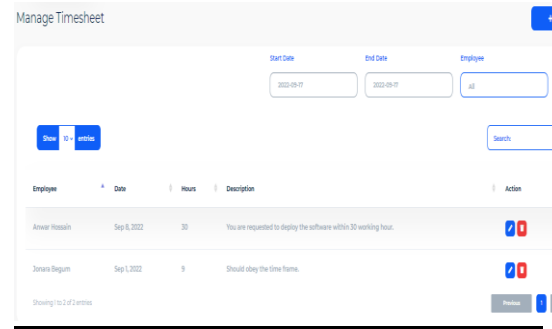 Manage Timesheet
+
Start Date End Date Employee
2022-05-17 2022-05-17 All
Show 10 entries
Search:
Employee Date Hours Description Action
Anwar Hossain Sep 8, 2022 30 You are requested to deploy the software within 30 working hour.
Jonara Begum Sep 1, 2022 9 Should obey the time frame.
Showing 1 to 2 of 2 entries
Previous 1